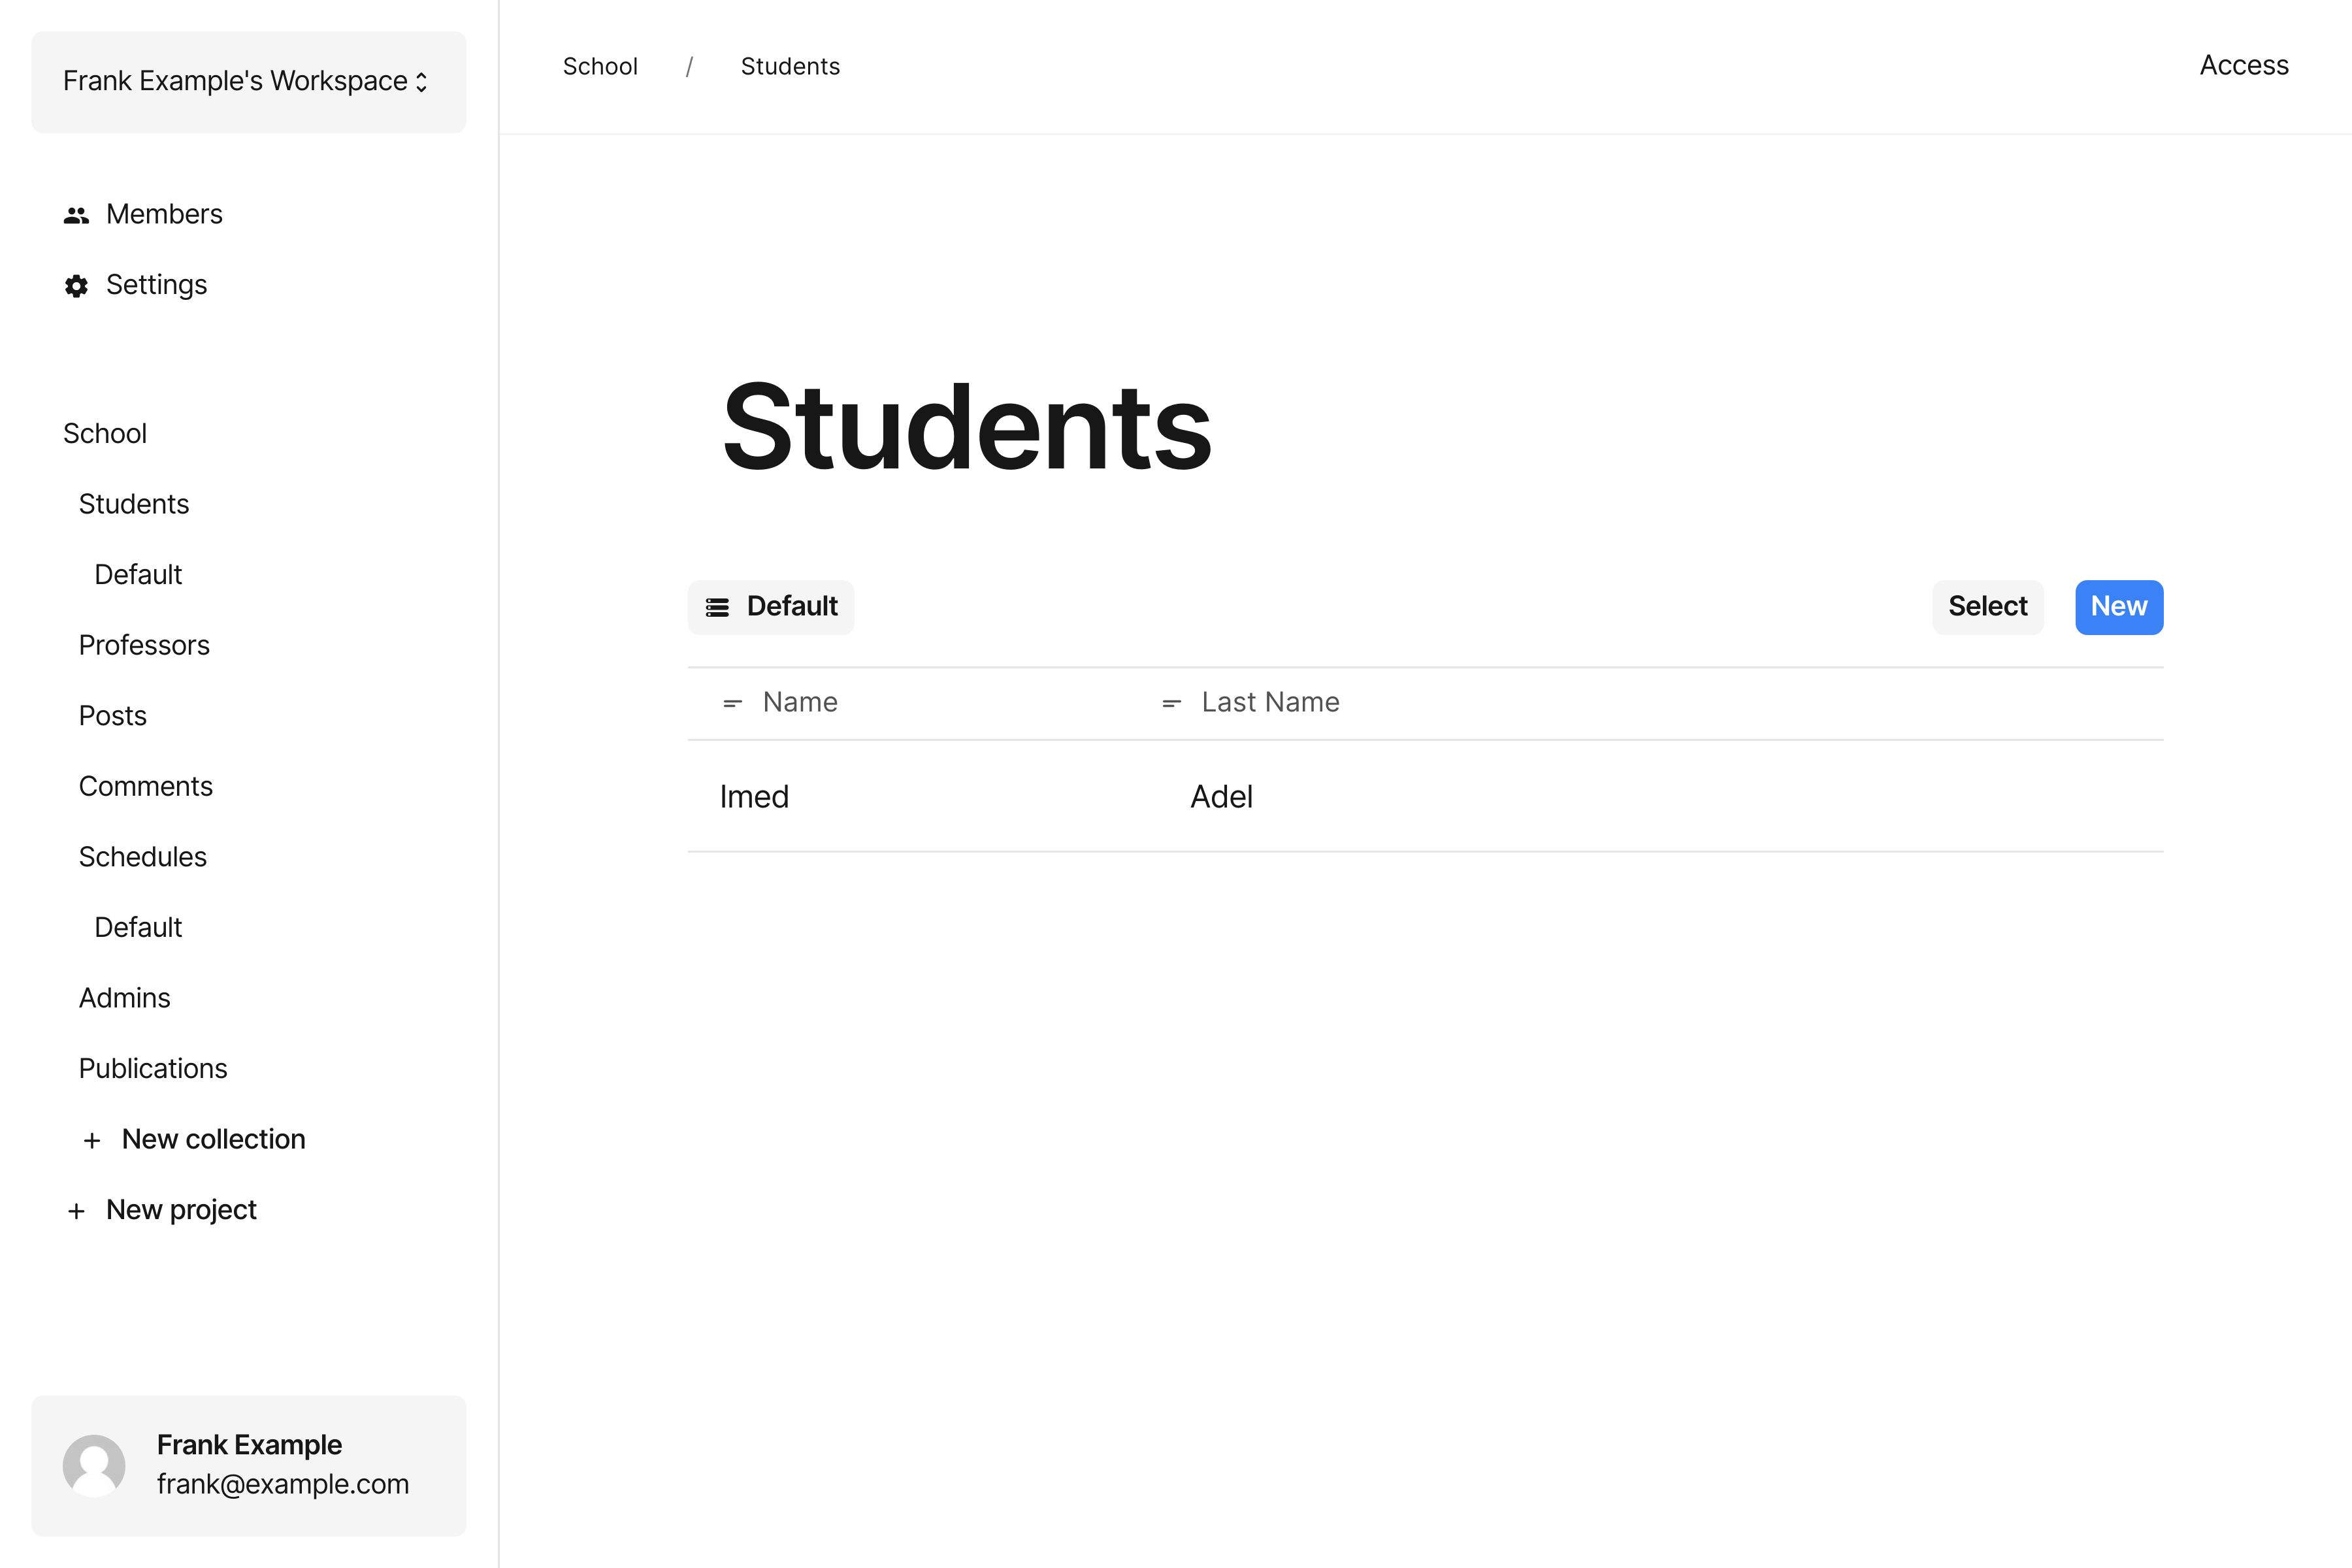 Frank Example's Workspace
Members
Settings
School
Students
Default
Professors
Posts
Comments
Schedules
Default
Admins
Publications
+ New collection
+ New project
Frank Example
frank@example.com
School / Students
Access
Students
Default
Select
New
Name Last Name
Imed Adel